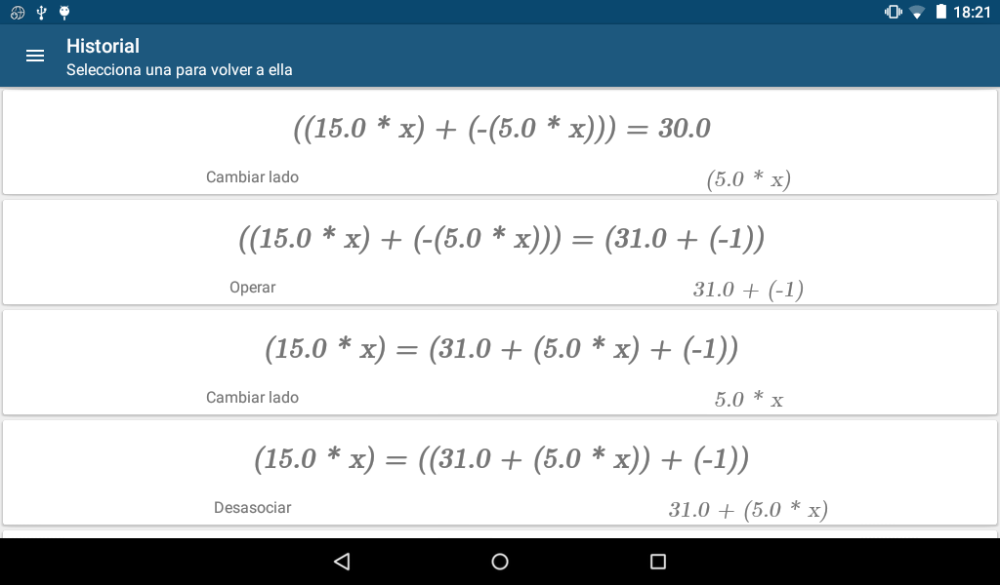 18:21
Historial
Selecciona una para volver a ella
((15.0 * x) + (-(5.0 * x))) = 30.0
Cambiar lado (5.0 * x)
((15.0 * x) + (-(5.0 * x))) = (31.0 + (-1))
Operar 31.0 + (-1)
(15.0 * x) = (31.0 + (5.0 * x) + (-1))
Cambiar lado 5.0 * x
(15.0 * x) = ((31.0 + (5.0 * x)) + (-1))
Desasociar 31.0 + (5.0 * x)